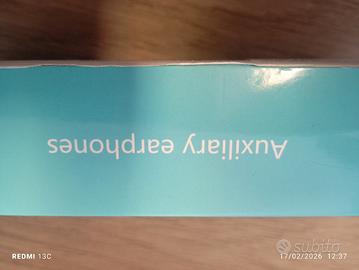 Auxiliary earphones
subito
REDMI 13C
17/02/2026 12:37